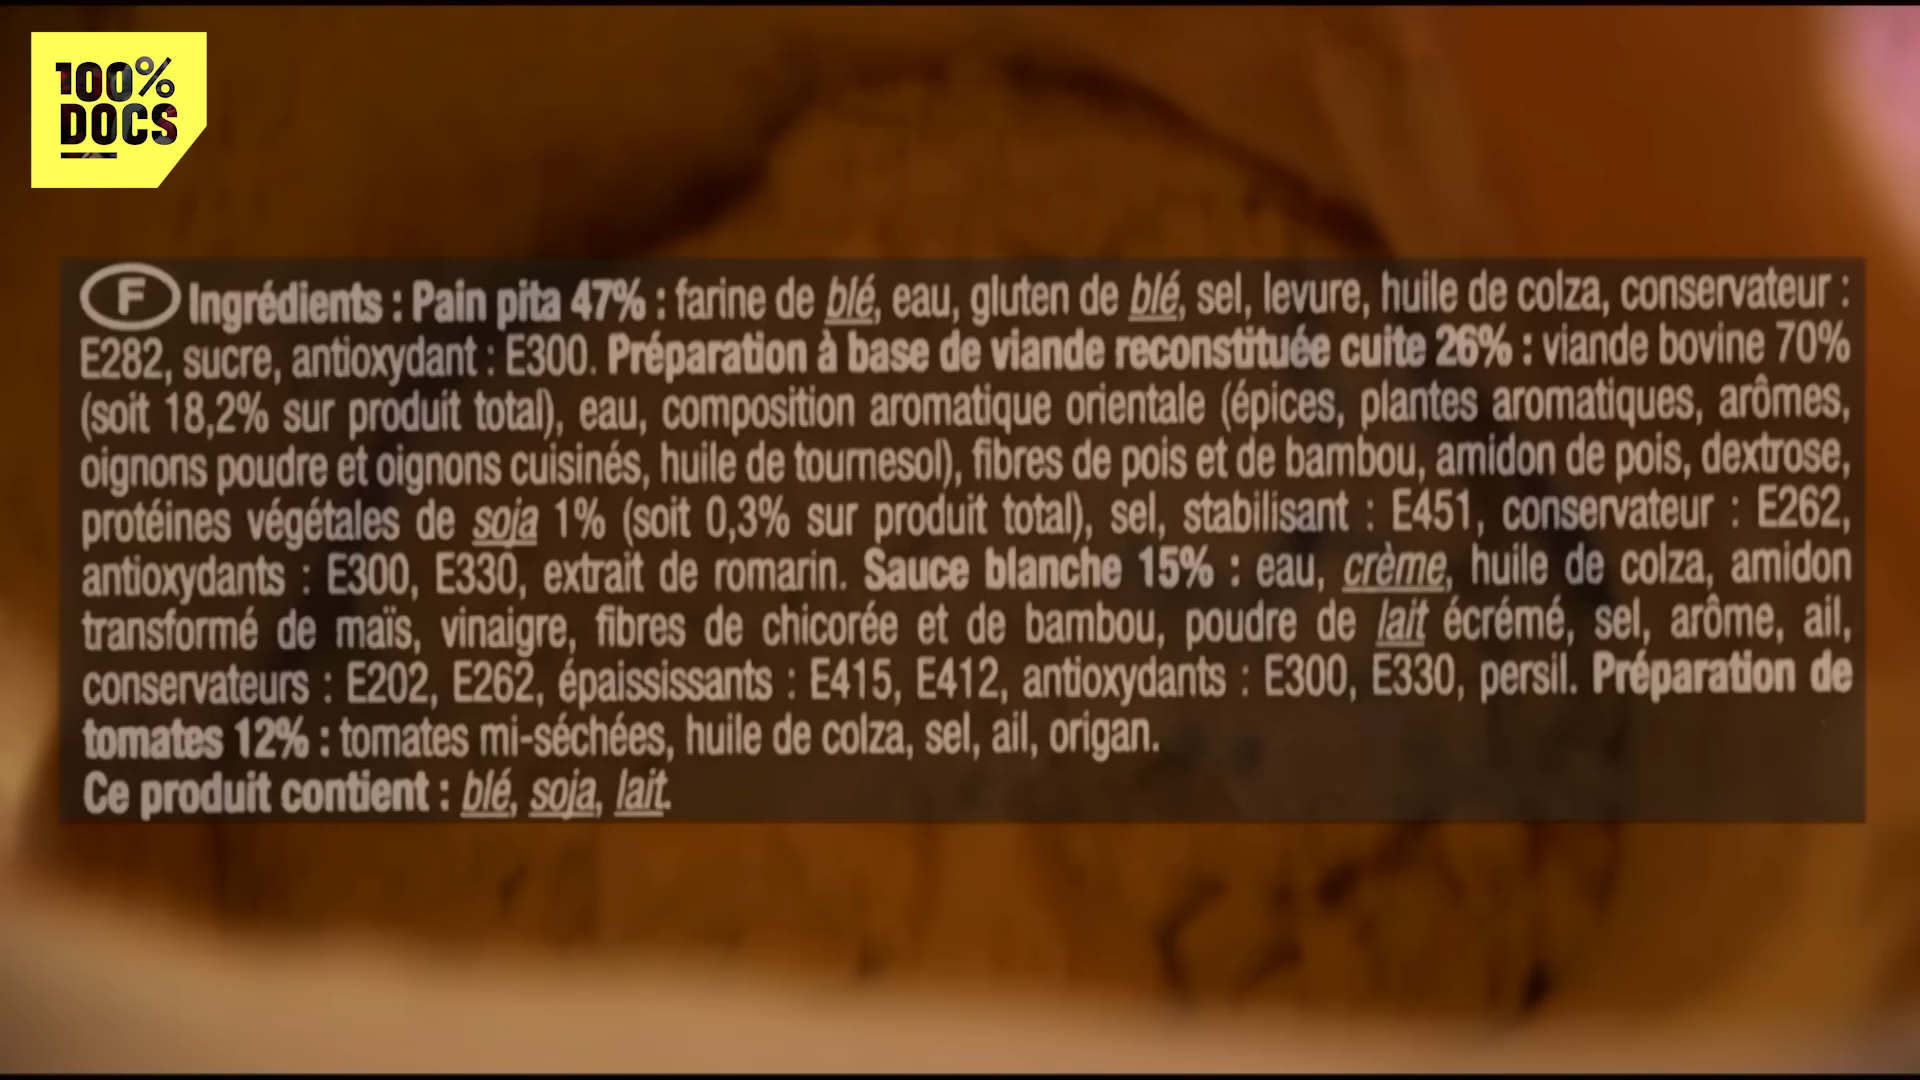 100%
DOCS
F Ingrédients : Pain pita 47% : farine de blé, eau, gluten de blé, sel, levure, huile de colza, conservateur :
E282, sucre, antioxydant : E300. Préparation à base de viande reconstituée cuite 26% : viande bovine 70%
(soit 18,2% sur produit total), eau, composition aromatique orientale (épices, plantes aromatiques, arômes,
oignons poudre et oignons cuisinés, huile de tournesol), fibres de pois et de bambou, amidon de pois, dextrose,
protéines végétales de soja 1% (soit 0,3% sur produit total), sel, stabilisant : E451, conservateur : E262,
antioxydants : E300, E330, extrait de romarin. Sauce blanche 15% : eau, crème, huile de colza, amidon
transformé de maïs, vinaigre, fibres de chicorée et de bambou, poudre de lait écrémé, sel, arôme, ail,
conservateurs : E202, E262, épaississants : E415, E412, antioxydants : E300, E330, persil. Préparation de
tomates 12% : tomates mi-séchées, huile de colza, sel, ail, origan.
Ce produit contient : blé, soja, lait.